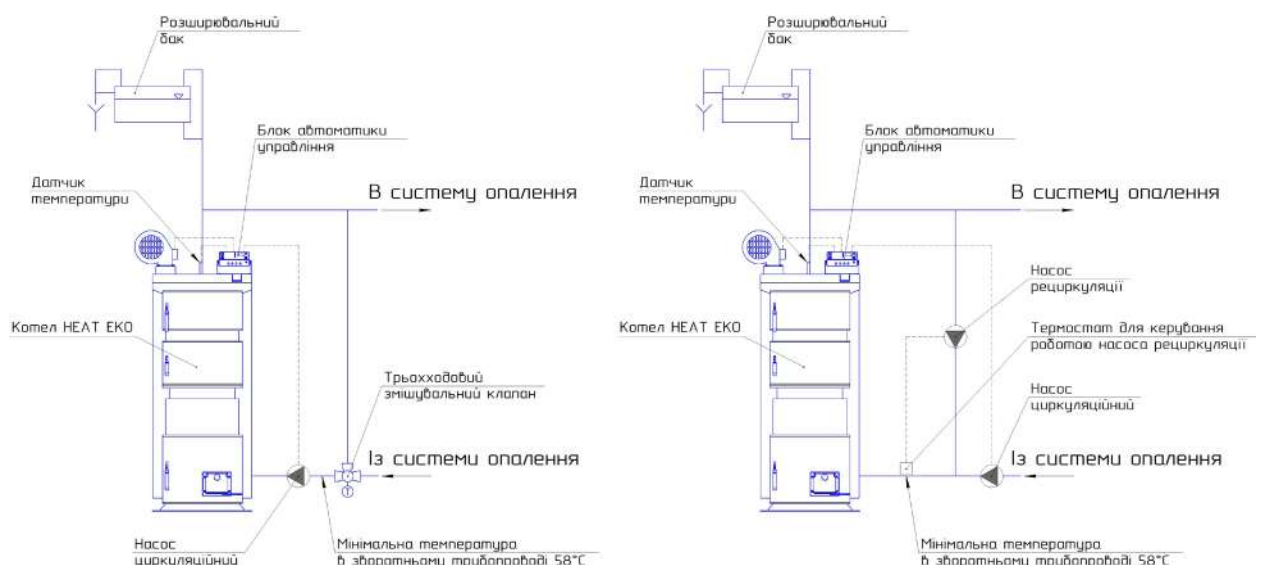 Розширювальний
бак
Блок автоматики
управління
Датчик
температури
В систему опалення
Котел HEAT EKO
Трьохходовий
змішувальний клапан
Із системи опалення
T
Насос
циркуляційний
Мінімальна температура
в зворотньому трубопроводі 58°C
Розширювальний
бак
Блок автоматики
управління
Датчик
температури
В систему опалення
Насос
рециркуляції
Котел HEAT EKO
Термостат для керування
роботою насоса рециркуляції
Насос
циркуляційний
Із системи опалення
Мінімальна температура
в зворотньому трубопроводі 58°C